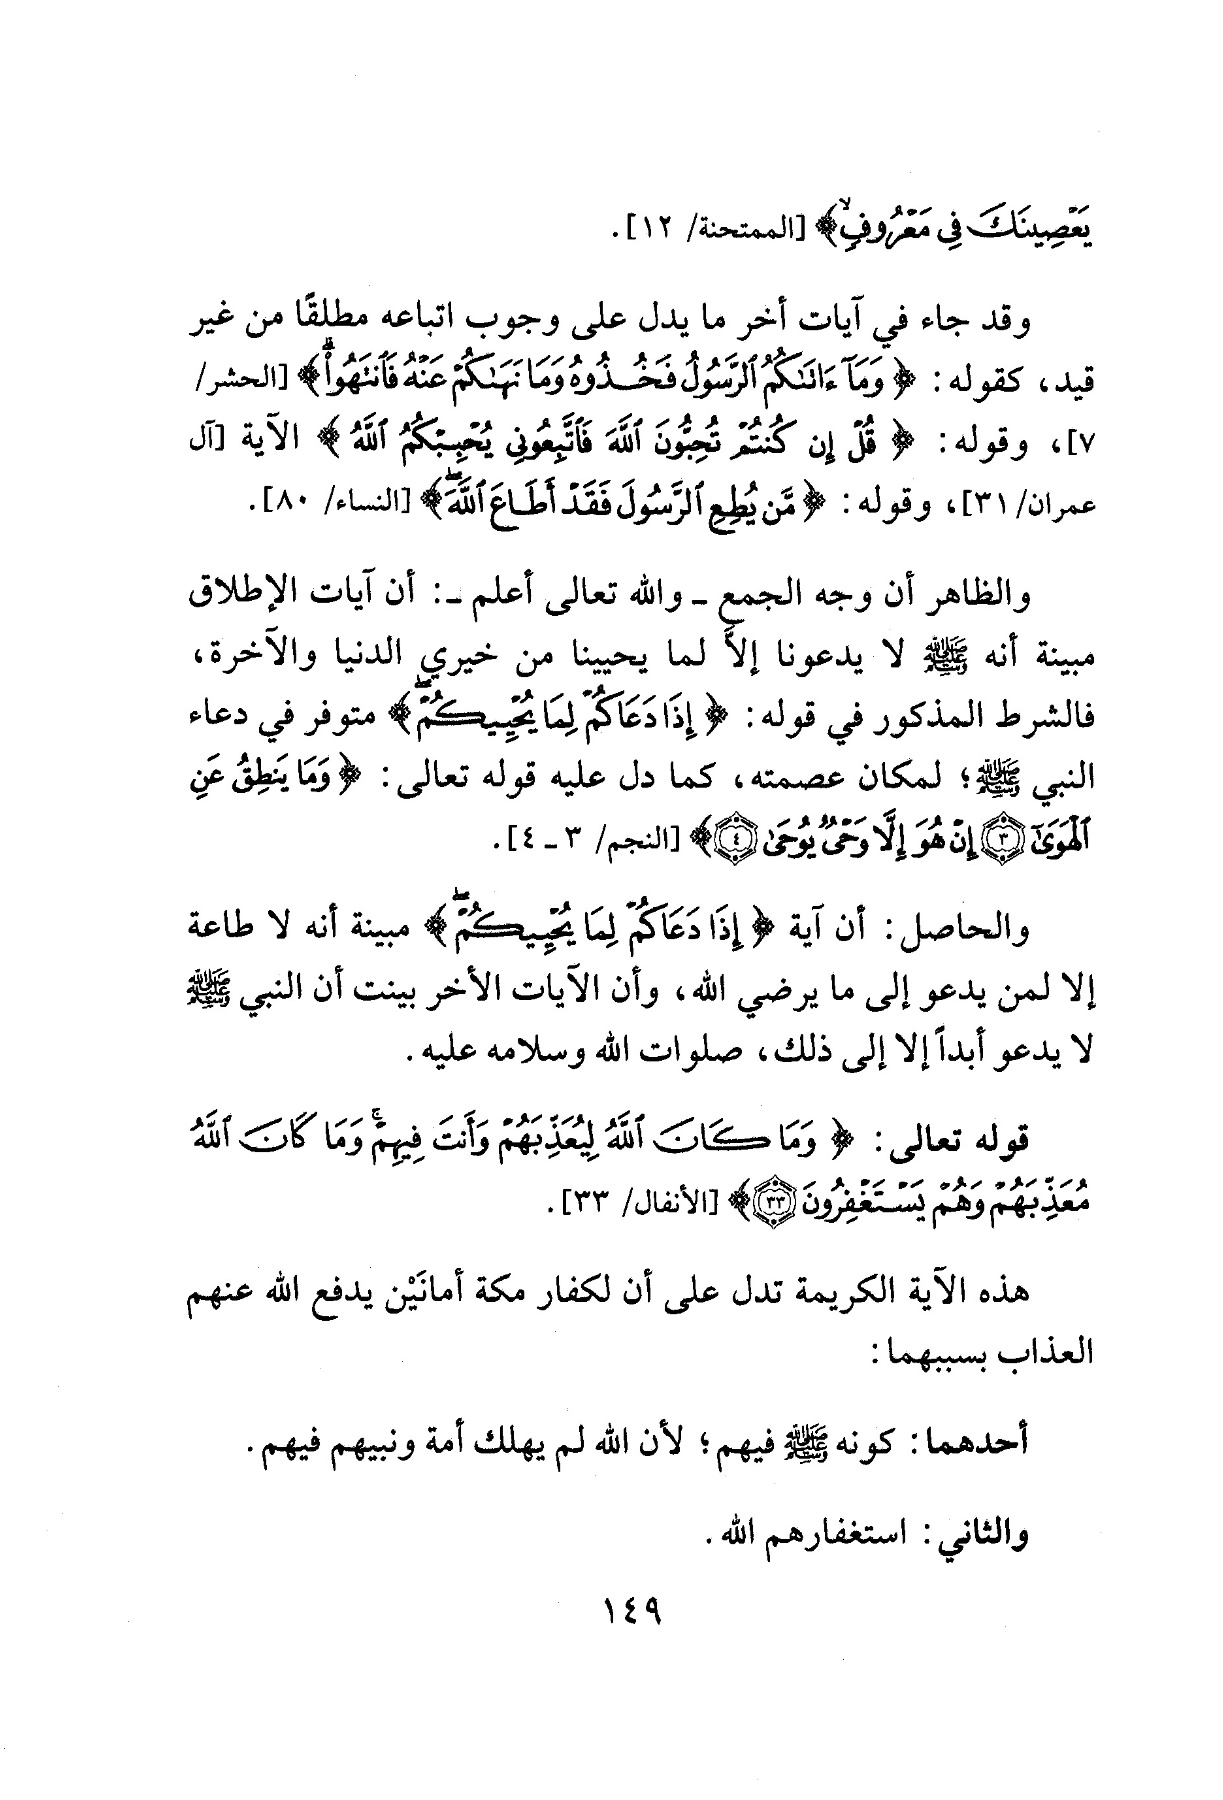 يَعْصِينَكَ فِى مَعْرُوفٍۙ﴾ [الممتحنة/ ١٢].
وقد جاء في آيات أخر ما يدل على وجوب اتباعه مطلقًا من غير
قيد، كقوله: ﴿ وَمَآ ءَاتَىٰكُمُ ٱلرَّسُولُ فَخُذُوهُ وَمَا نَهَىٰكُمْ عَنْهُ فَٱنتَهُوا۟ۚ﴾ [الحشر/
٧]، وقوله: ﴿ قُلْ إِن كُنتُمْ تُحِبُّونَ ٱللَّهَ فَٱتَّبِعُونِى يُحْبِبْكُمُ ٱللَّهُ ﴾ الآية [آل
عمران/ ٣١]، وقوله: ﴿ مَّن يُطِعِ ٱلرَّسُولَ فَقَدْ أَطَاعَ ٱللَّهَۖ﴾ [النساء/ ٨٠].
والظاهر أن وجه الجمع ـ والله تعالى أعلم ـ: أن آيات الإطلاق
مبينة أنه ﷺ لا يدعونا إلاَّ لما يحيينا من خيري الدنيا والآخرة،
فالشرط المذكور في قوله: ﴿ إِذَا دَعَاكُمْ لِمَا يُحْيِيكُمْۖ﴾ متوفر في دعاء
النبي ﷺ؛ لمكان عصمته، كما دل عليه قوله تعالى: ﴿ وَمَا يَنطِقُ عَنِ
ٱلْهَوَىٰٓ ٣ إِنْ هُوَ إِلَّا وَحْىٌ يُوحَىٰ ٤﴾ [النجم/ ٣ ـ ٤].
والحاصل: أن آية ﴿ إِذَا دَعَاكُمْ لِمَا يُحْيِيكُمْۖ﴾ مبينة أنه لا طاعة
إلا لمن يدعو إلى ما يرضي الله، وأن الآيات الأخر بينت أن النبي ﷺ
لا يدعو أبداً إلا إلى ذلك، صلوات الله وسلامه عليه.
قوله تعالى: ﴿ وَمَا كَانَ ٱللَّهُ لِيُعَذِّبَهُمْ وَأَنتَ فِيهِمْۚ وَمَا كَانَ ٱللَّهُ
مُعَذِّبَهُمْ وَهُمْ يَسْتَغْفِرُونَ ٣٣﴾ [الأنفال/ ٣٣].
هذه الآية الكريمة تدل على أن لكفار مكة أمانَيْن يدفع الله عنهم
العذاب بسببهما:
أحدهما: كونه ﷺ فيهم؛ لأن الله لم يهلك أمة ونبيهم فيهم.
والثاني: استغفارهم الله.
١٤٩